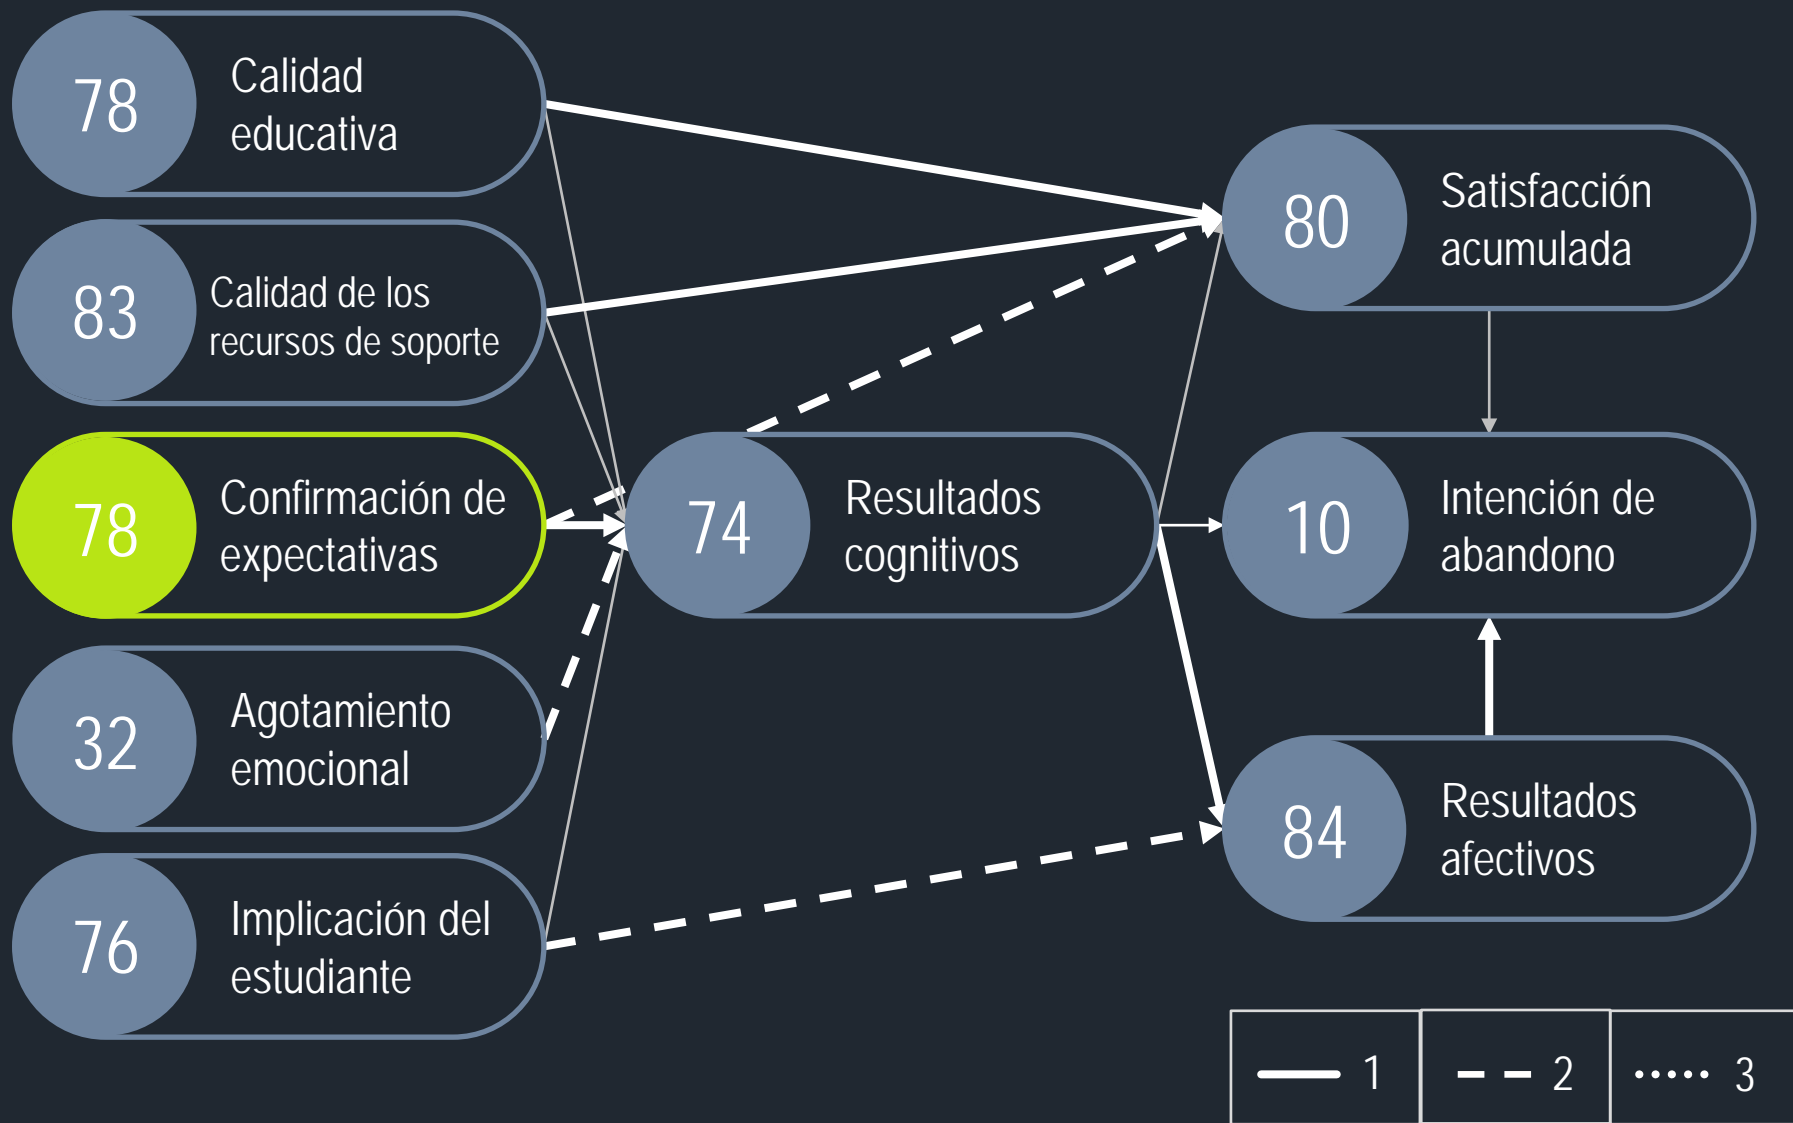 78
Calidad
educativa
83
Calidad de los
recursos de soporte
78
Confirmación de
expectativas
32
Agotamiento
emocional
76
Implicación del
estudiante
74
Resultados
cognitivos
80
Satisfacción
acumulada
10
Intención de
abandono
84
Resultados
afectivos
1
2
3